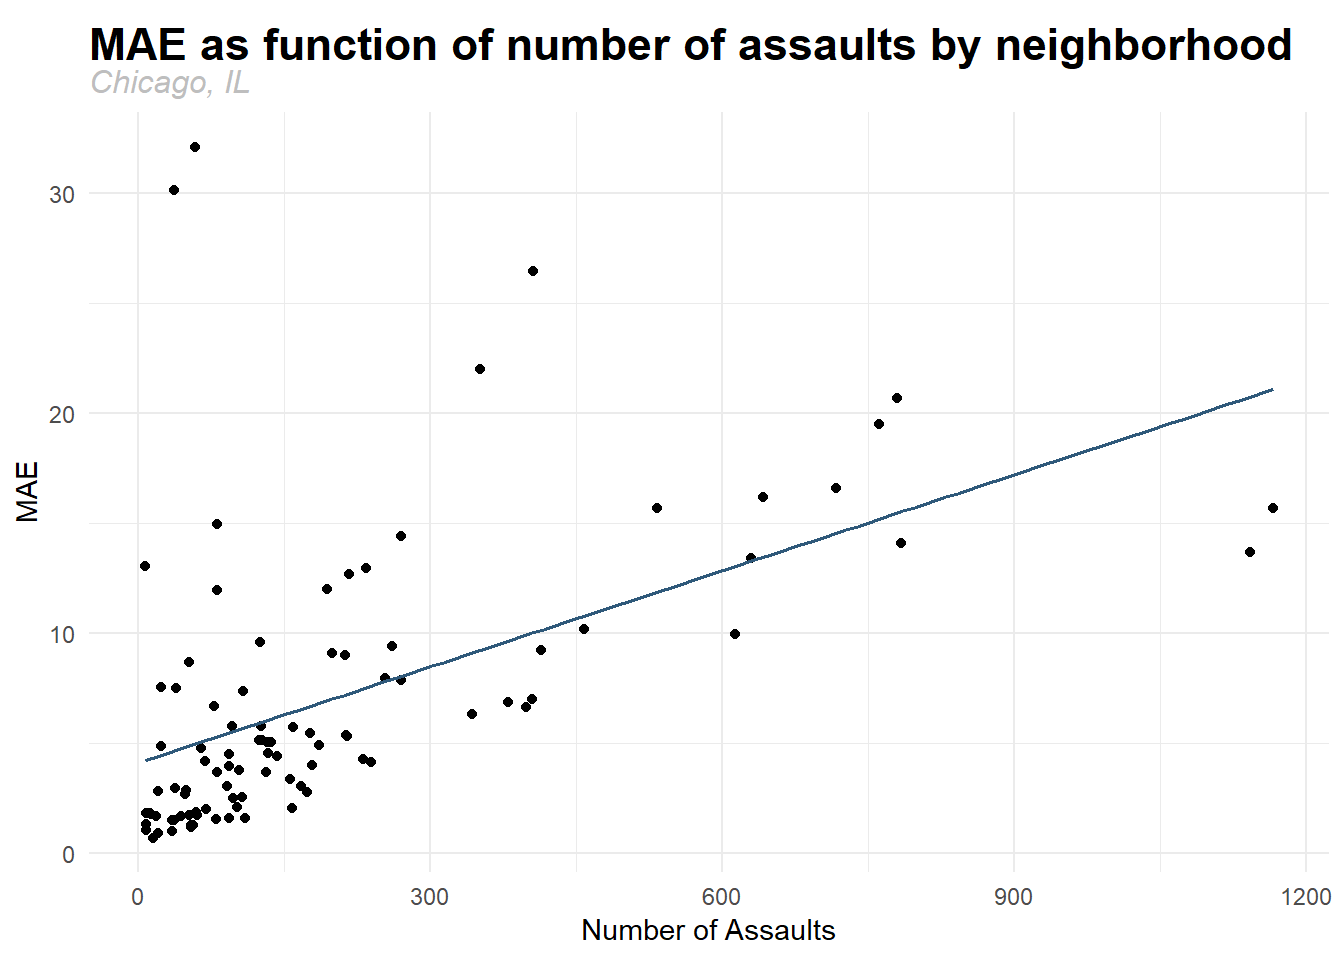 MAE as function of number of assaults by neighborhood
Chicago, IL
30
20
10
0
MAE
0 300 600 900 1200
Number of Assaults